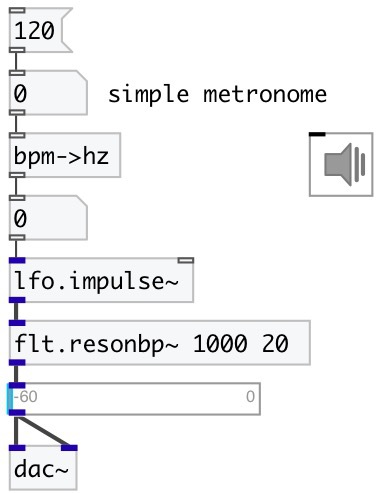 120
0 simple metronome
bpm->hz
0
lfo.impulse~
flt.resonbp~ 1000 20
-60 0
dac~